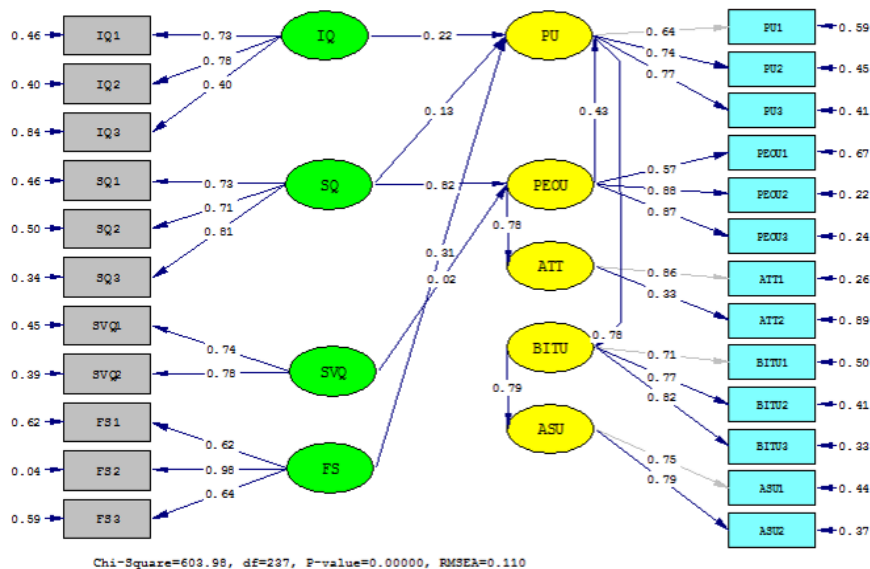 0.46 IQ1 0.73 IQ 0.22 PU 0.64 PU1 0.59
0.40 IQ2 0.78 0.74 PU2 0.45
0.84 IQ3 0.40 0.13 0.43 0.77 PU3 0.41
0.46 SQ1 0.73 SQ 0.82 PEOU 0.57 PEOU1 0.67
0.50 SQ2 0.71 0.88 PEOU2 0.22
0.34 SQ3 0.81 0.31 0.78 0.87 PEOU3 0.24
0.02 ATT 0.86 ATT1 0.26
0.45 SVQ1 0.74 0.33 ATT2 0.89
0.39 SVQ2 0.78 SVQ BITU 0.78 0.71 BITU1 0.50
0.62 FS1 0.62 0.79 0.77 BITU2 0.41
0.04 FS2 0.98 FS ASU 0.82 BITU3 0.33
0.59 FS3 0.64 0.75 ASU1 0.44
0.79 ASU2 0.37
Chi-Square=603.98, df=237, P-value=0.00000, RMSEA=0.110